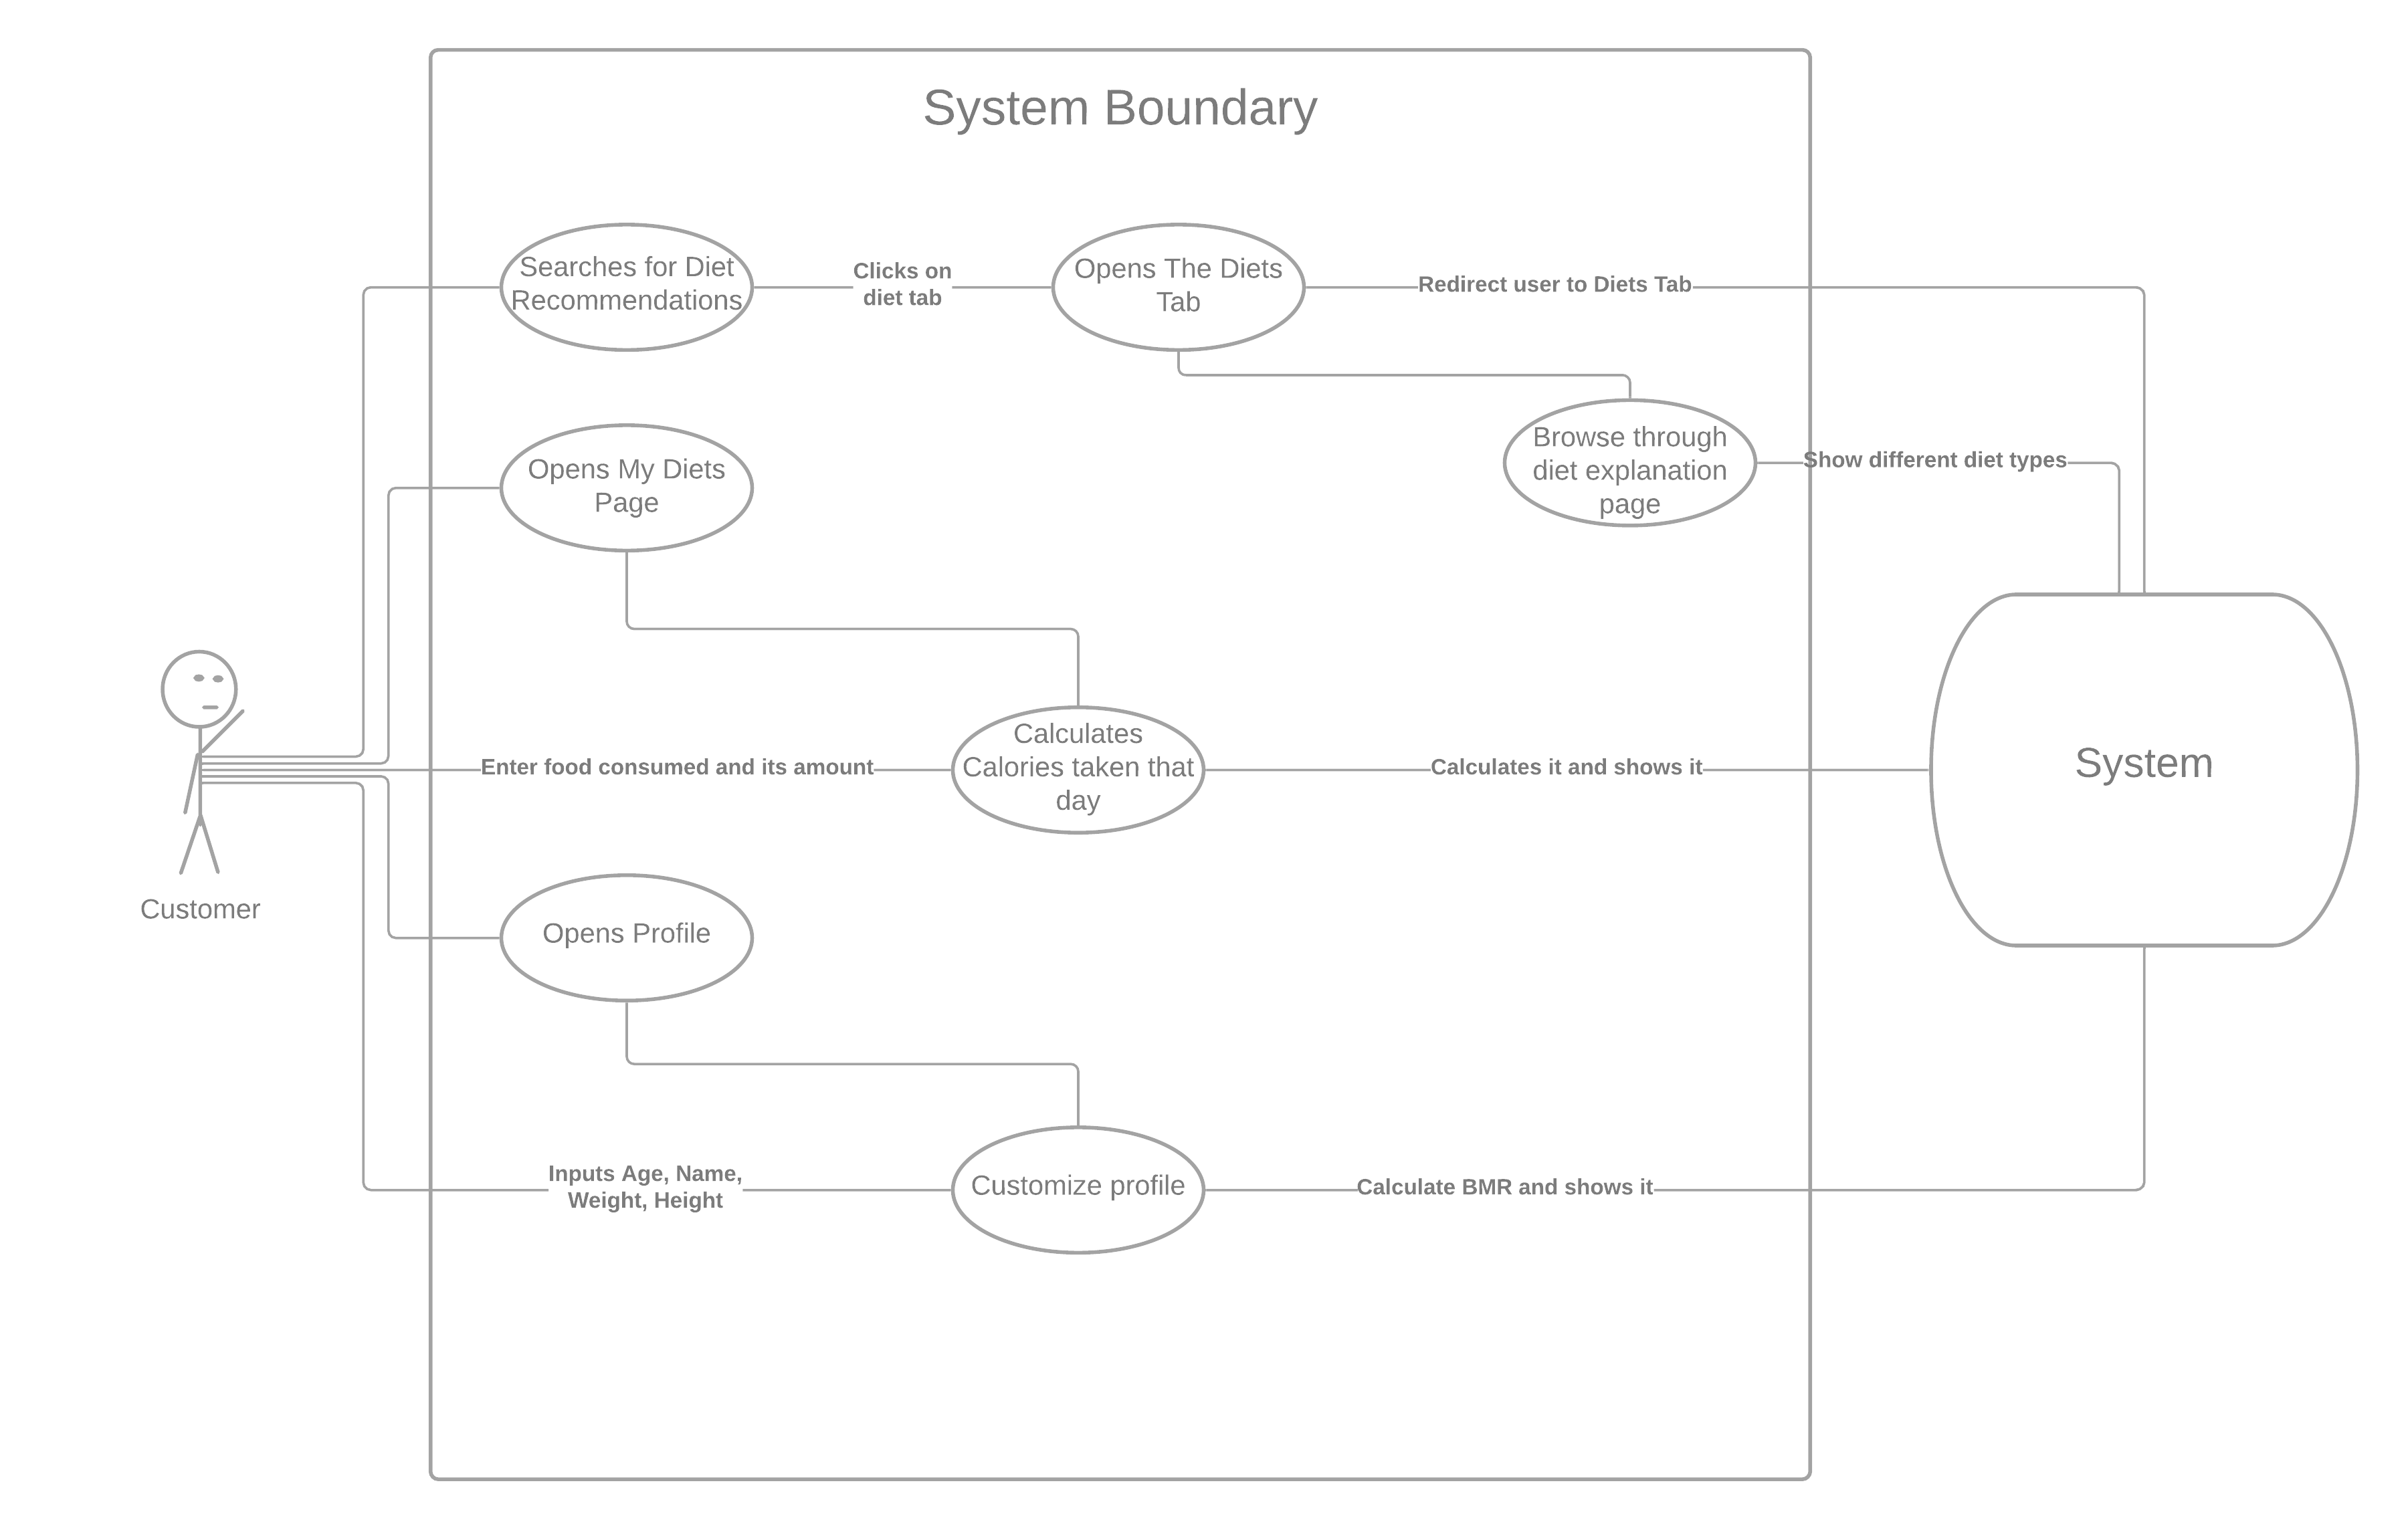 System Boundary
Searches for Diet
Recommendations
Clicks on
diet tab
Opens The Diets
Tab
Redirect user to Diets Tab
Browse through
diet explanation
page
Show different diet types
Opens My Diets
Page
Enter food consumed and its amount
Calculates
Calories taken that
day
Calculates it and shows it
System
Customer
Opens Profile
Inputs Age, Name,
Weight, Height
Customize profile
Calculate BMR and shows it